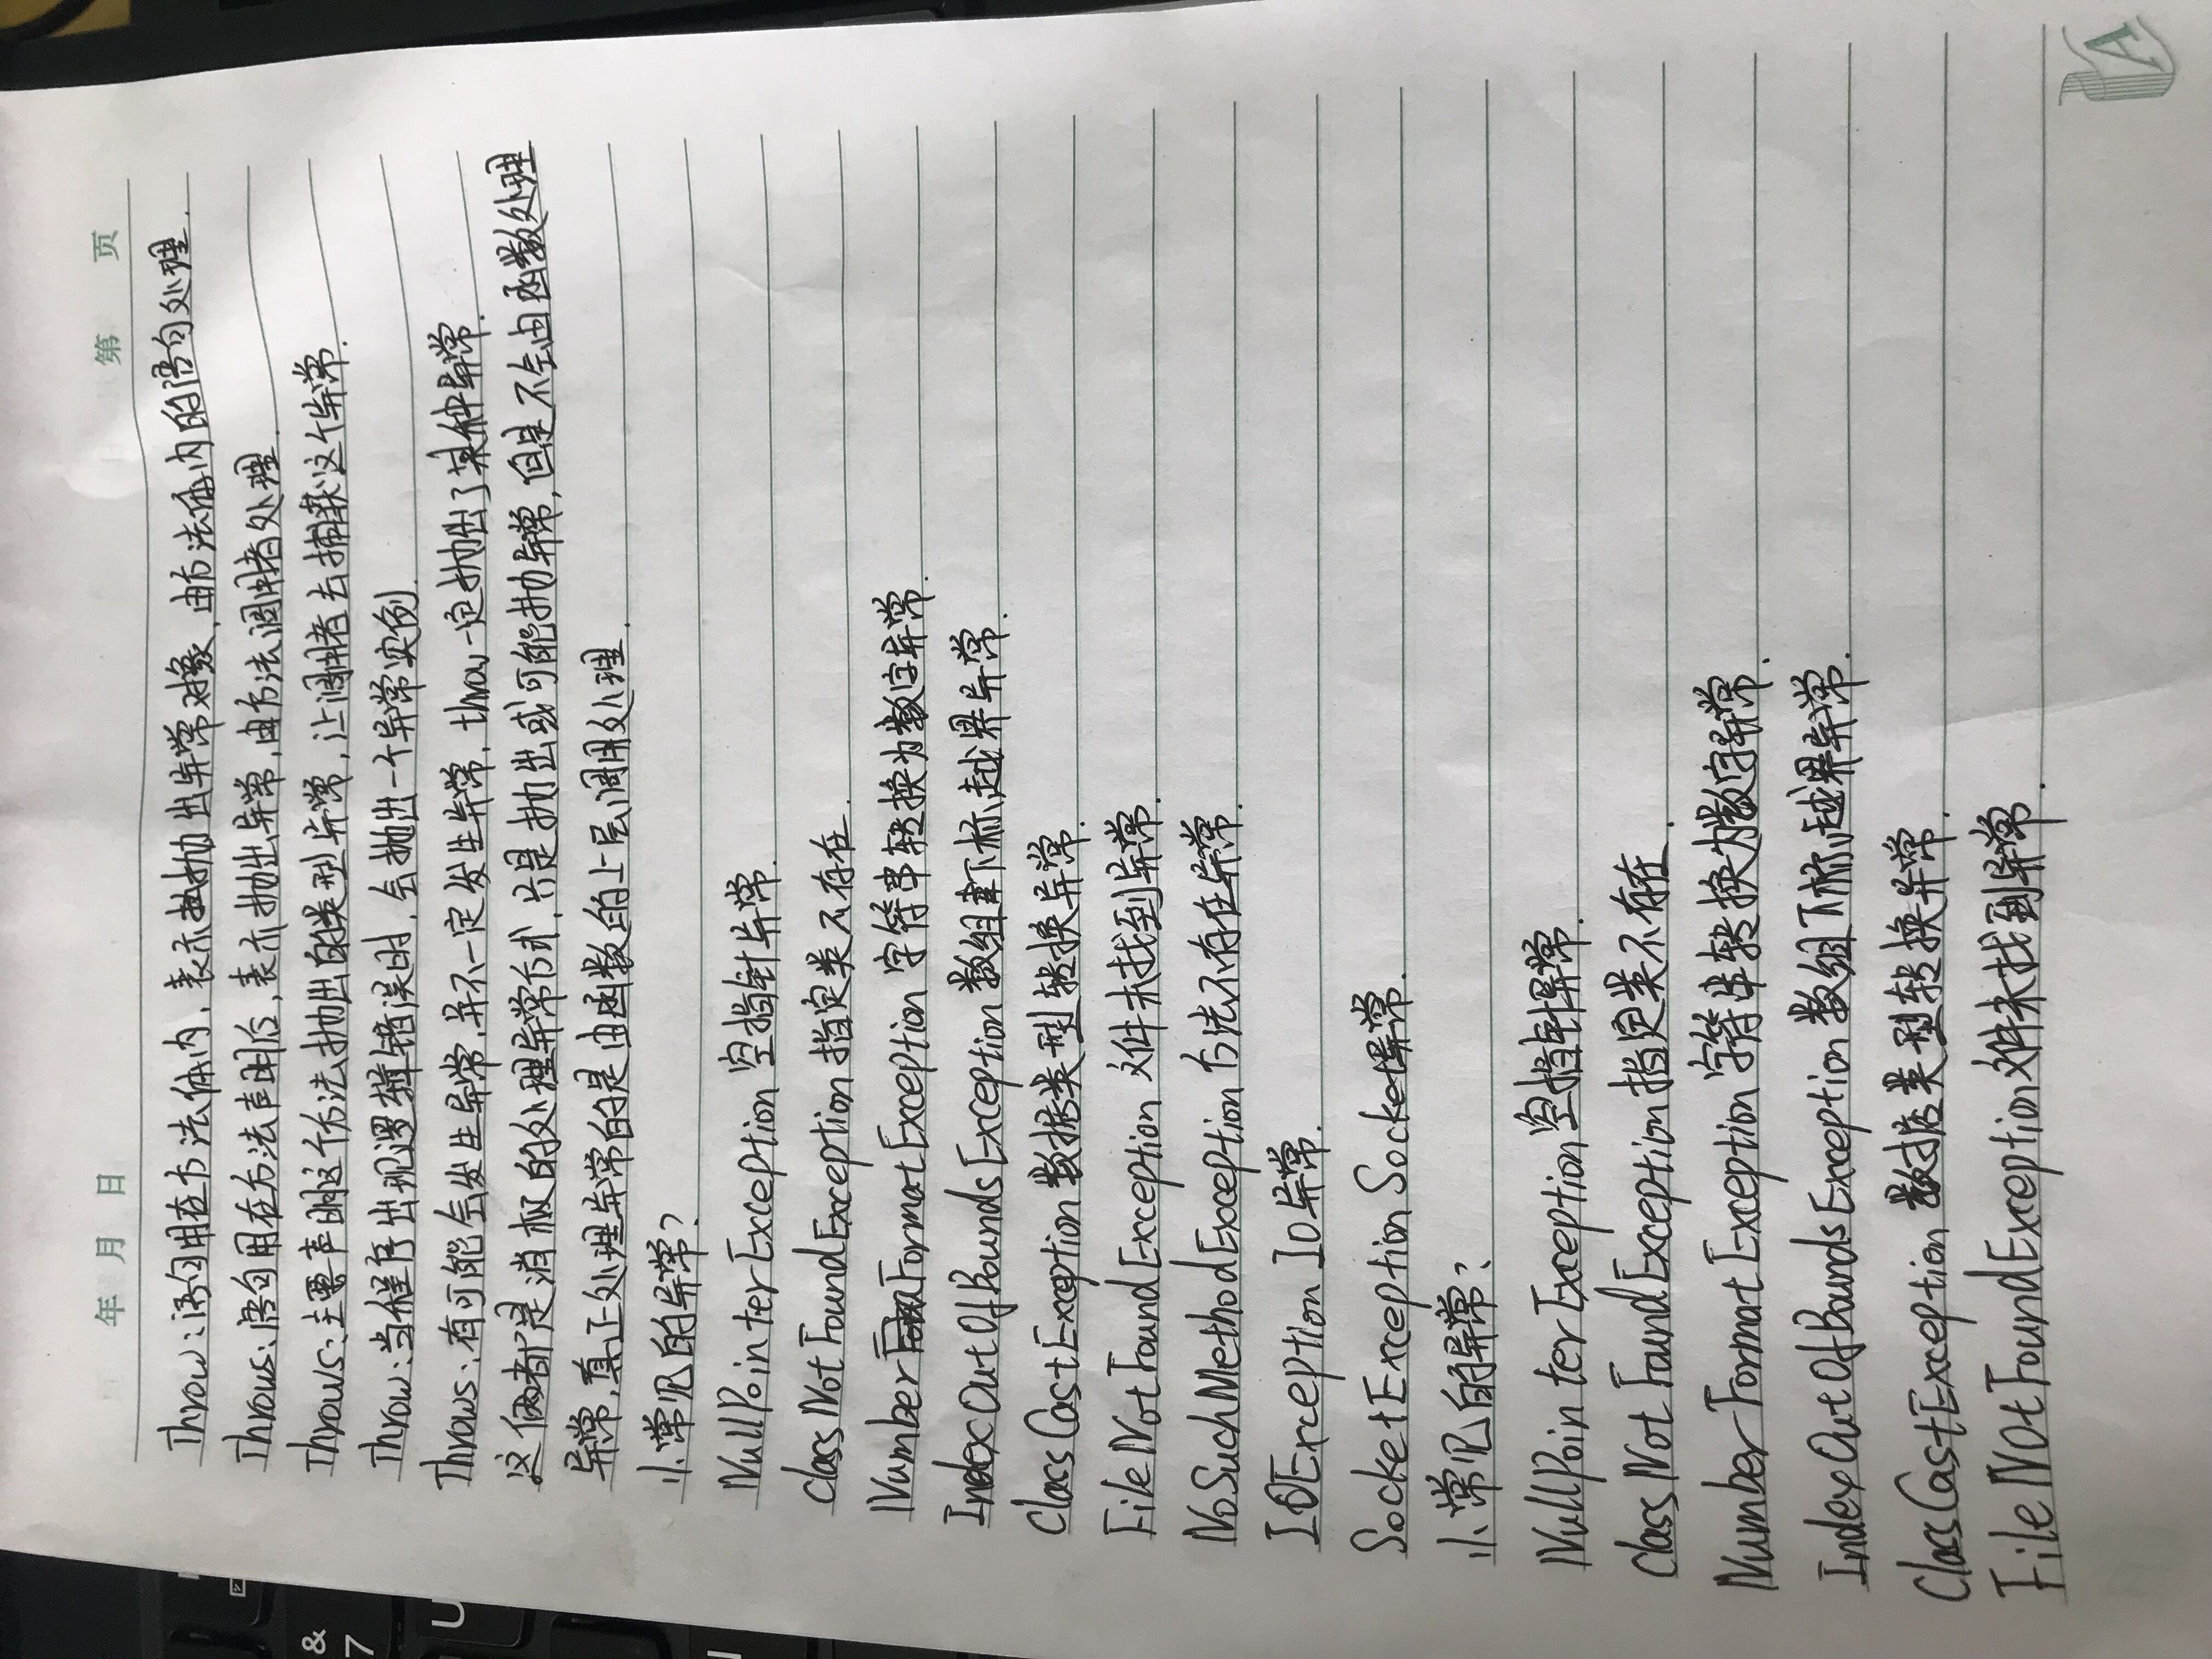 年 月 日 第 页
Throw:语句用在方法体内,表示抛出异常对象,由方法体内的语句处理.
Throws:语句用在方法声明后,表示抛出异常,由方法调用者处理.
Throws:主要声明这个方法抛出的类型异常,让调用者去捕获这个异常.
Throw:当程序出现逻辑错误时,会抛出一个异常实例.
Throws:有可能会发生异常,并不一定发生异常,throw一定抛出了某种异常.
这俩都是消极的处理异常方式,只是抛出或可能抛异常,但是不会由函数处理
异常,真正处理异常的是由函数的上层调用处理.
小常见的异常?
NullPointerException 空指针异常.
ClassNotFoundException 指定类不存在.
NumberFormatException 字符串转换为数字异常.
IndexOutOfBoundsException 数组下标越界异常.
ClassCastException 数据类型转换异常.
FileNotFoundException 文件未找到异常.
NoSuchMethodException 方法不存在异常.
IOException IO异常.
SocketException Socket异常.
小常见的异常?
NullPointerException 空指针异常.
ClassNotFoundException 指定类不存在.
NumberFormatException 字符串转换为数字异常.
IndexOutOfBoundsException 数组下标越界异常.
ClassCastException 数据类型转换异常.
FileNotFoundException 文件未找到异常.
A
&
7
U